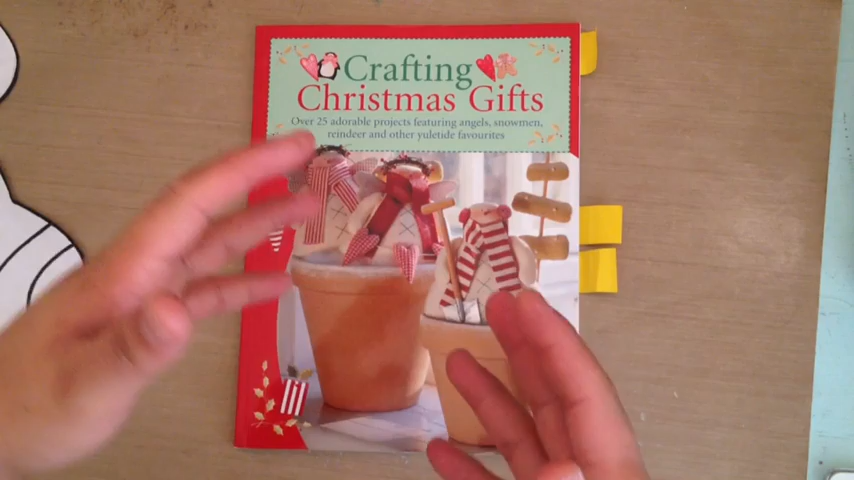 Crafting
Christmas Gifts
Over 25 adorable projects featuring angels, snowmen,
reindeer and other yuletide favourites